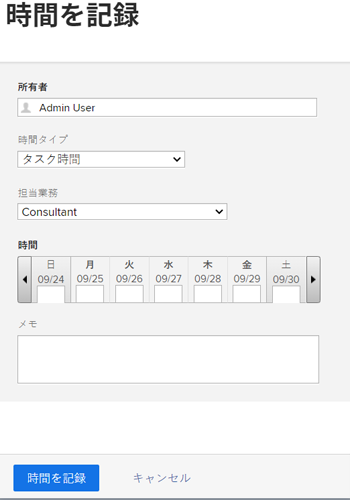 時間を記録
所有者
Admin User
時間タイプ
タスク時間
担当業務
Consultant
時間
日 月 火 水 木 金 土
09/24 09/25 09/26 09/27 09/28 09/29 09/30
メモ
時間を記録 キャンセル